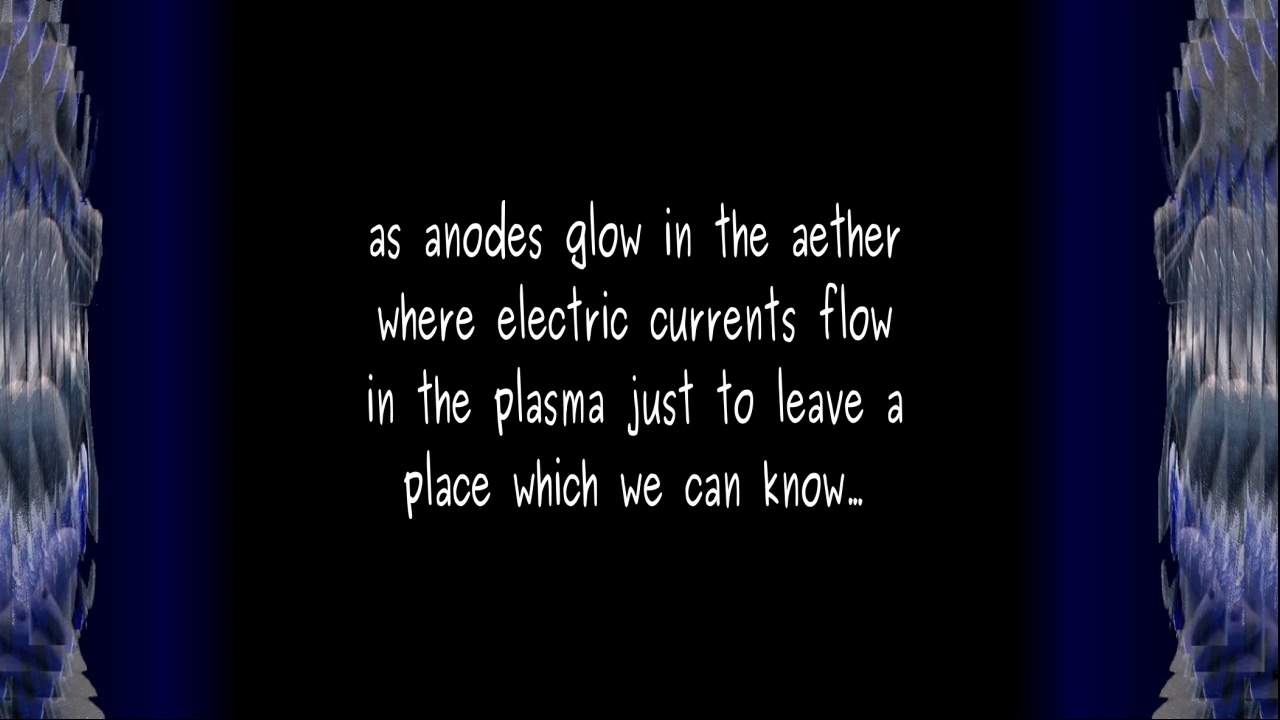 as anodes glow in the aether
where electric currents flow
in the plasma just to leave a
place which we can know...